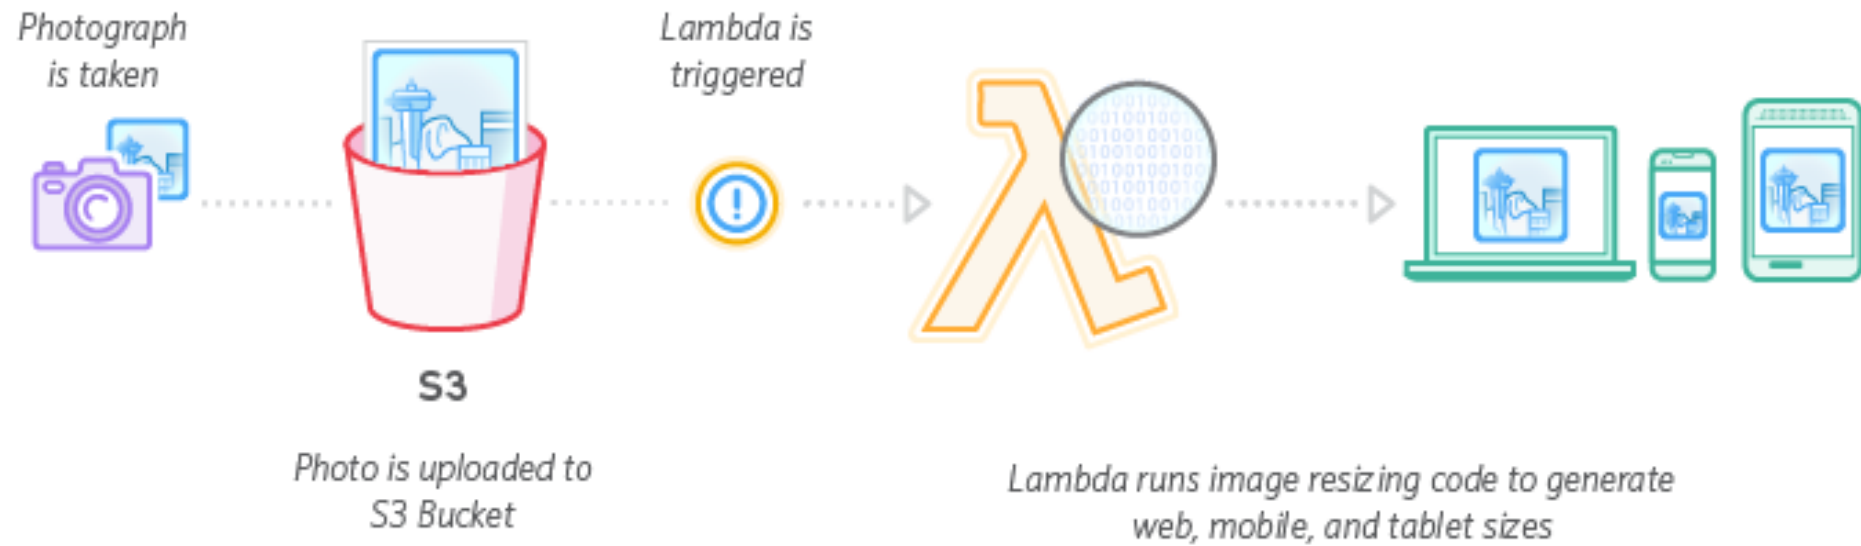 Photograph
is taken
Lambda is
triggered
S3
Photo is uploaded to
S3 Bucket
Lambda runs image resizing code to generate
web, mobile, and tablet sizes